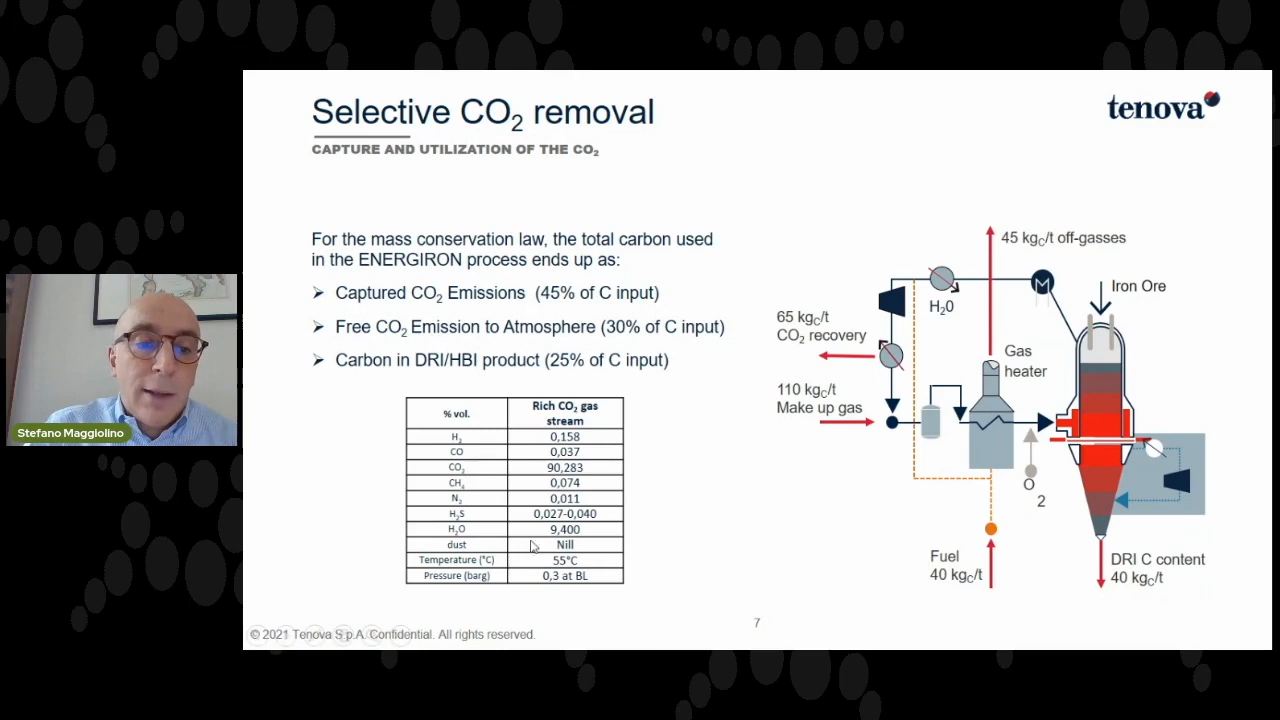 Selective CO₂ removal
CAPTURE AND UTILIZATION OF THE CO₂
tenova
For the mass conservation law, the total carbon used
in the ENERGIRON process ends up as:
Captured CO₂ Emissions (45% of C input)
Free CO₂ Emission to Atmosphere (30% of C input)
Carbon in DRI/HBI product (25% of C input)
% vol. Rich CO₂ gas
stream
H₂ 0,158
CO 0,037
CO₂ 90,283
CH₄ 0,074
N₂ 0,011
H₂S 0,027-0,040
H₂O 9,400
dust Nill
Temperature (°C) 55°C
Pressure (barg) 0,3 at BL
45 kgC/t off-gasses
Iron Ore
H₂0
65 kgC/t
CO₂ recovery
Gas
heater
110 kgC/t
Make up gas
O
2
Fuel
40 kgC/t
DRI C content
40 kgC/t
Stefano Maggiolino
7
© 2021 Tenova S.p.A. Confidential. All rights reserved.